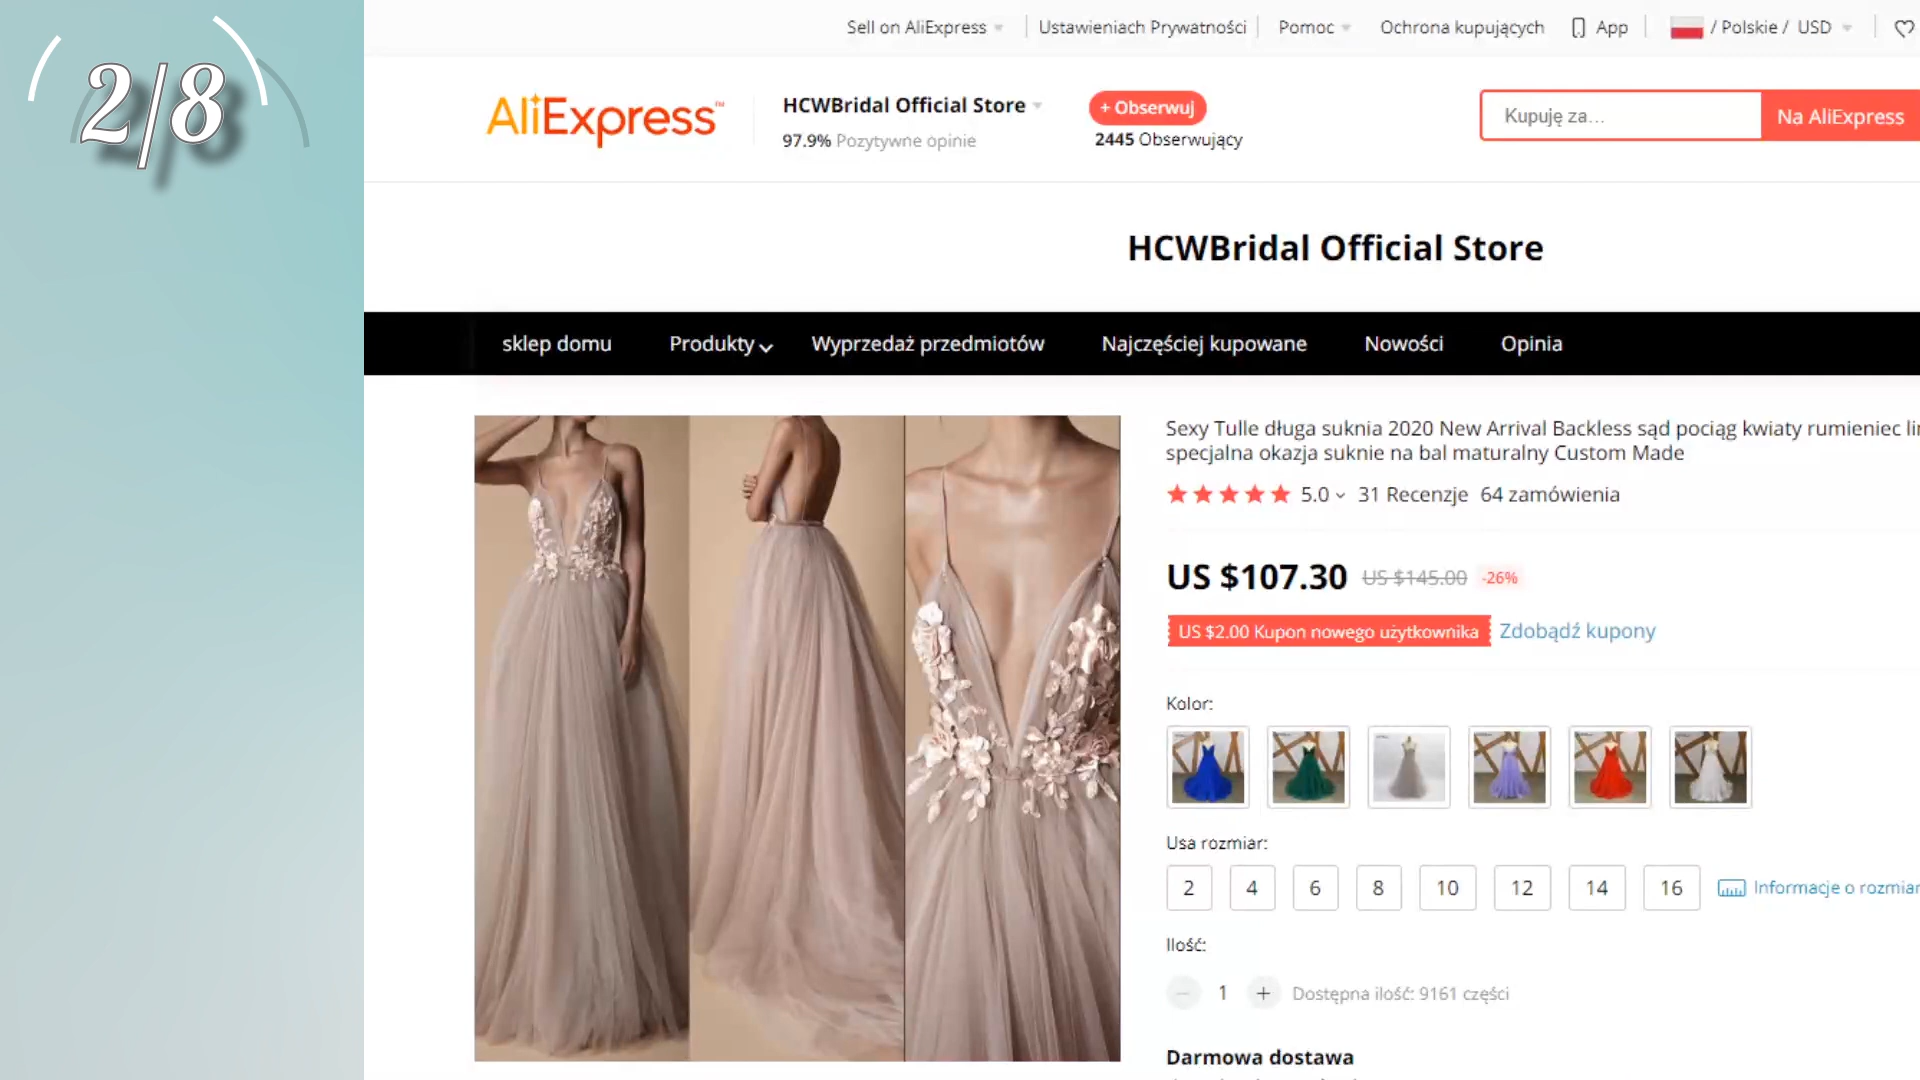 2/8
Sell on AliExpress
Ustawieniach Prywatności
Pomoc
Ochrona kupujących
App
/ Polskie / USD
AliExpress™
HCWBridal Official Store
97.9% Pozytywne opinie
+ Obserwuj
2445 Obserwujący
Kupuję za...
Na AliExpress
HCWBridal Official Store
sklep domu
Produkty
Wyprzedaż przedmiotów
Najczęściej kupowane
Nowości
Opinia
Sexy Tulle długa suknia 2020 New Arrival Backless sąd pociąg kwiaty rumieniec
specjalna okazja suknie na bal maturalny Custom Made
5.0 31 Recenzje 64 zamówienia
US $107.30 US $145.00 -26%
US $2.00 Kupon nowego użytkownika Zdobądź kupony
Kolor:
Usa rozmiar:
2 4 6 8 10 12 14 16 Informacje o
Ilość:
− 1 + Dostępna ilość: 9161 części
Darmowa dostawa